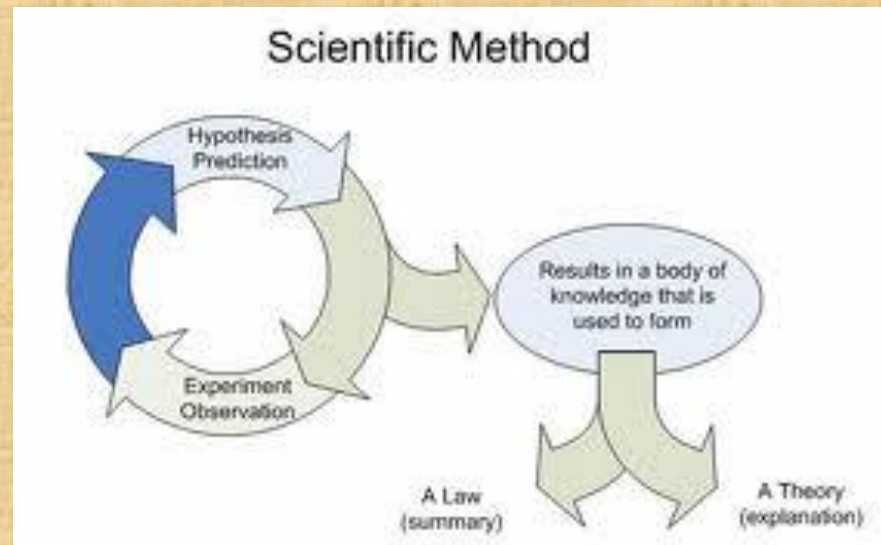 Scientific Method
Hypothesis
Prediction
Experiment
Observation
Results in a body of
knowledge that is
used to form
A Law
(summary)
A Theory
(explanation)